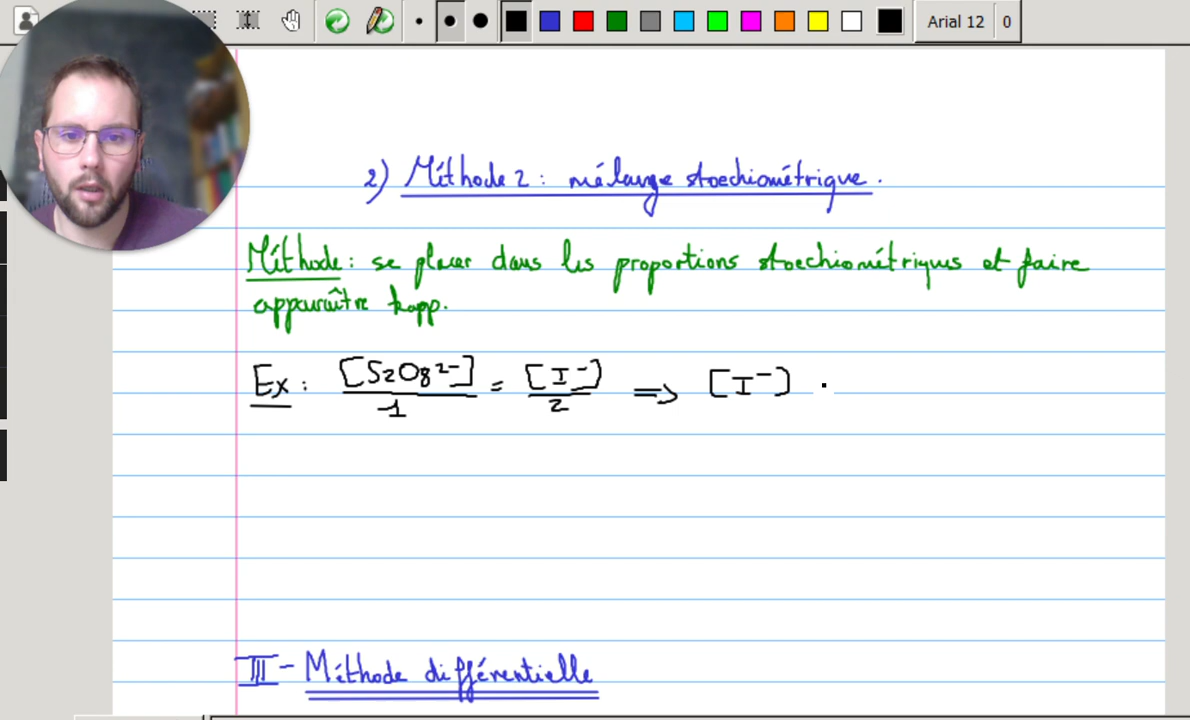 Arial 12 0
2) Méthode 2 : mélange stoechiométrique.
Méthode : se placer dans les proportions stoechiométriques et faire
apparaître kapp.
Ex : [S2O8 2-] / 1 = [I-] / 2 => [I-]
III - Méthode différentielle